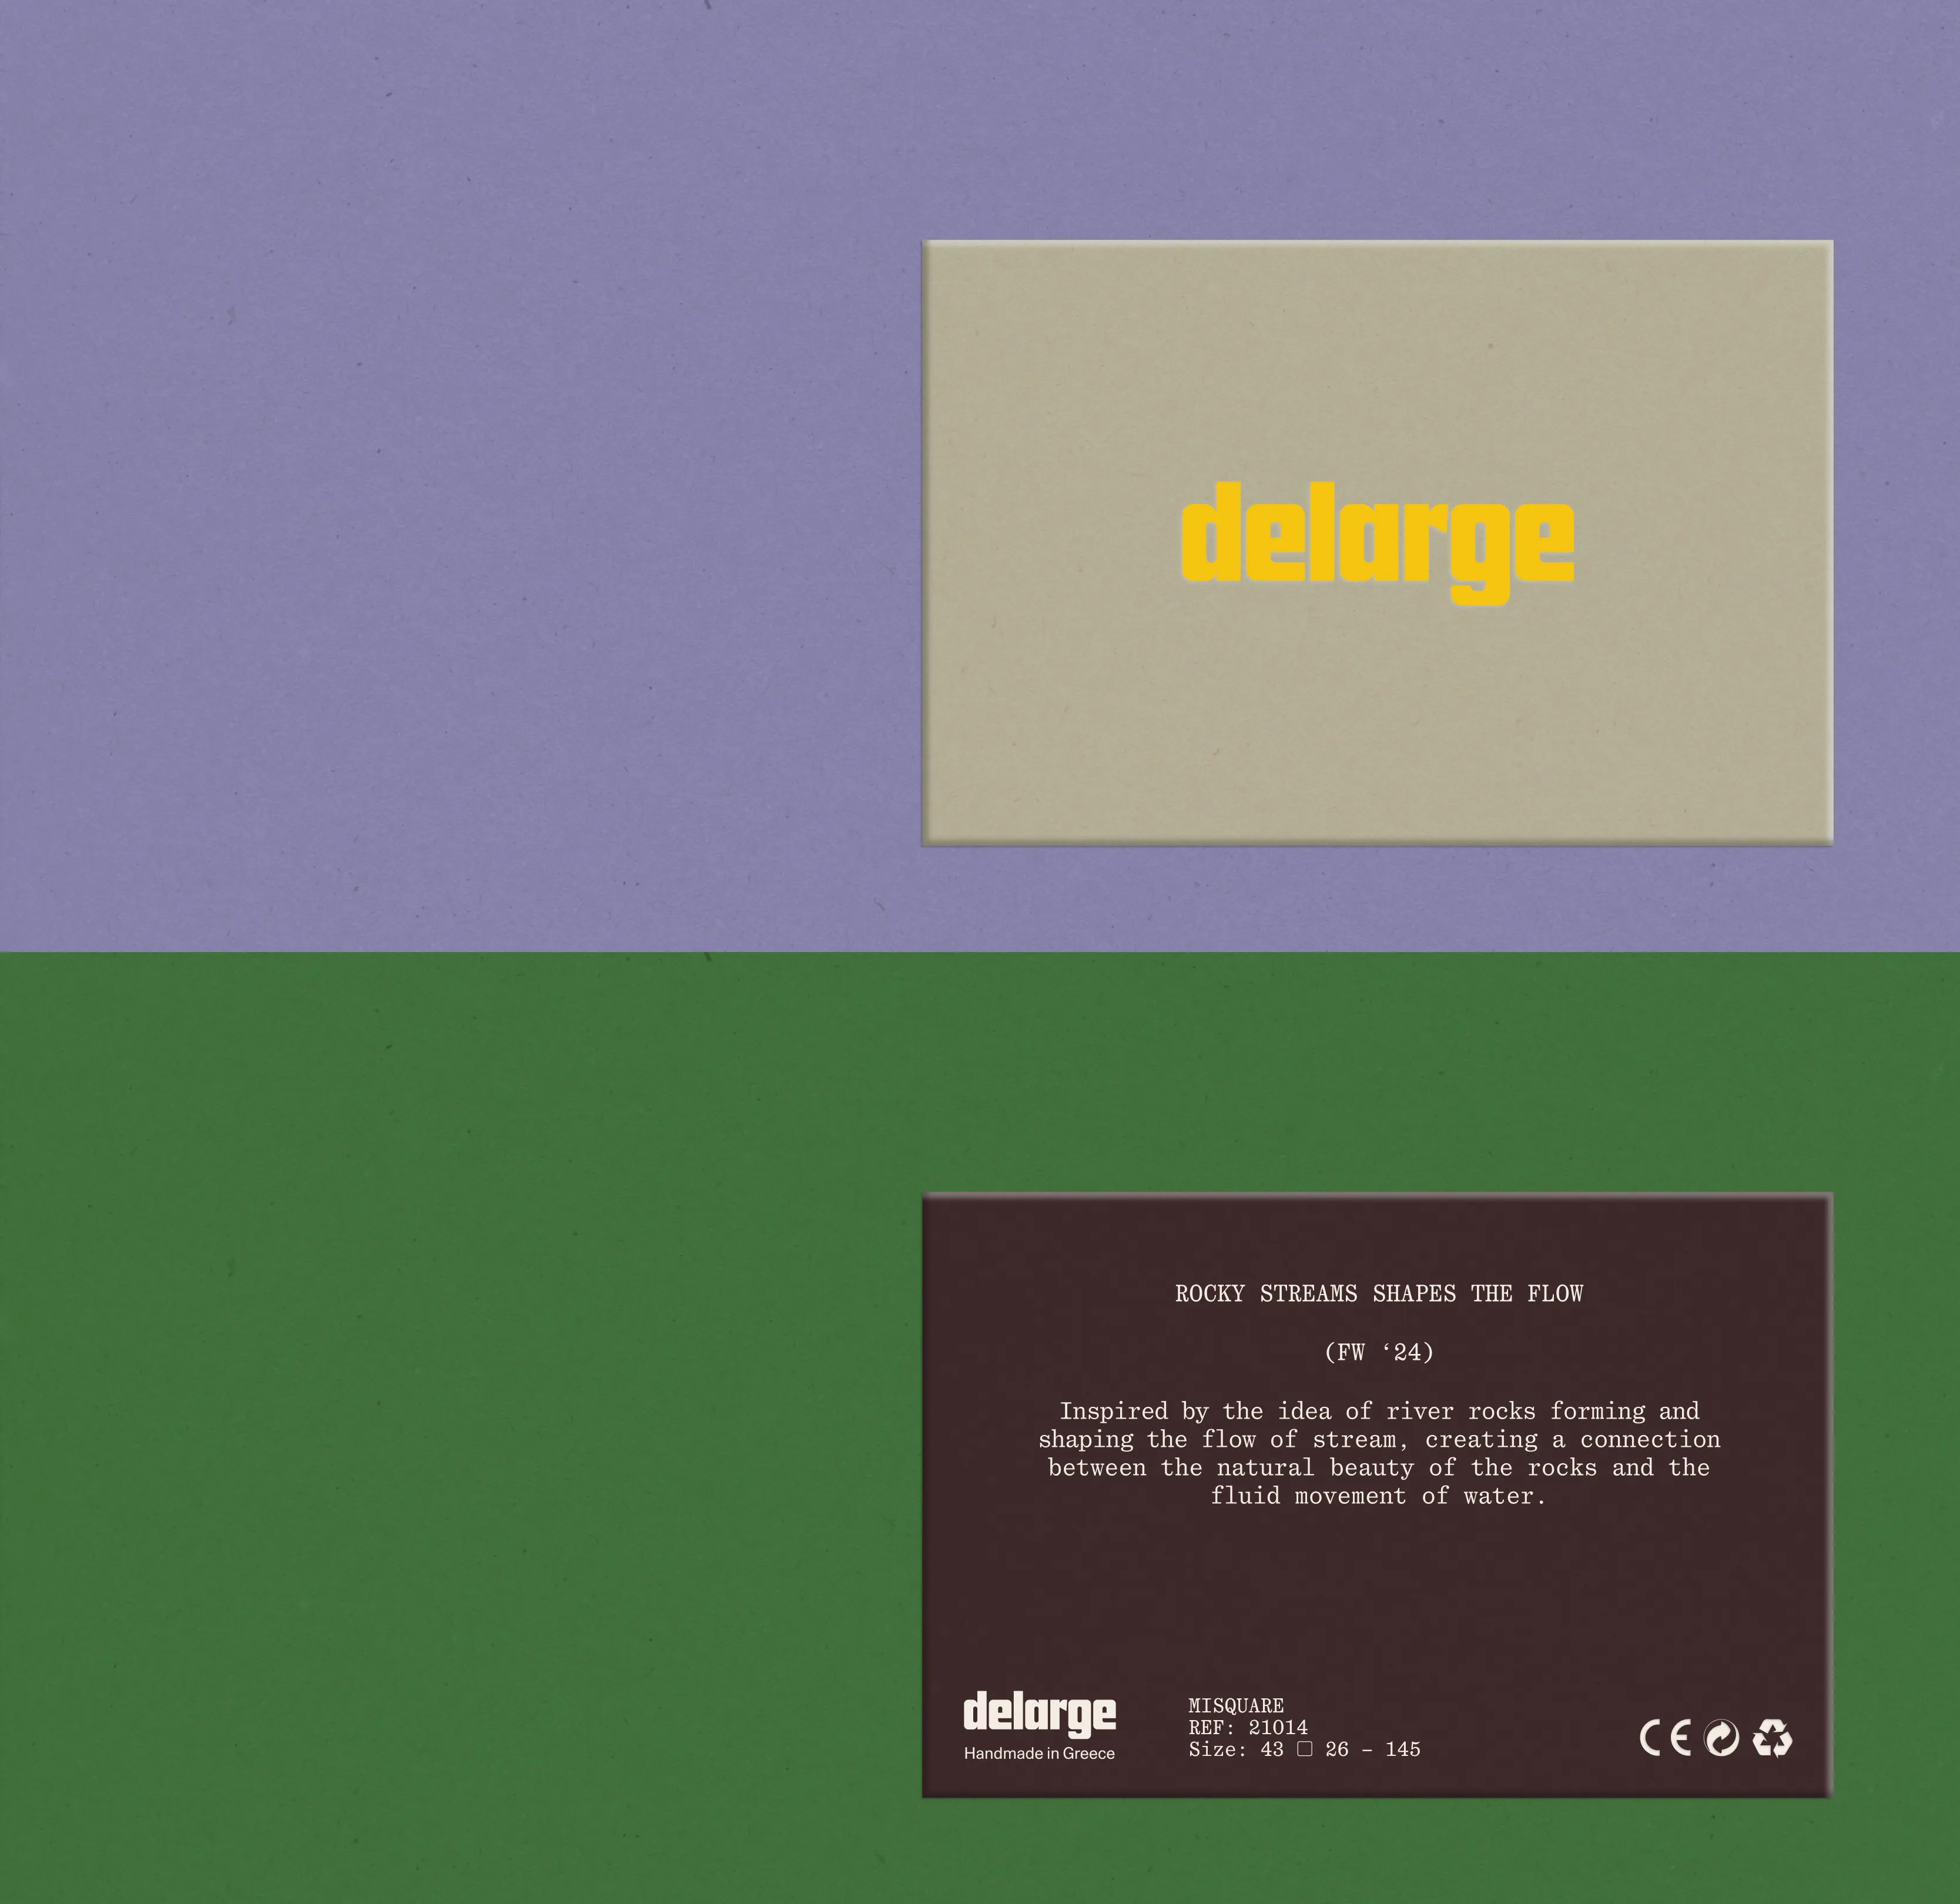 delarge
ROCKY STREAMS SHAPES THE FLOW
(FW ‘24)
Inspired by the idea of river rocks forming and
shaping the flow of stream, creating a connection
between the natural beauty of the rocks and the
fluid movement of water.
delarge
Handmade in Greece
MISQUARE
REF: 21014
Size: 43 □ 26 – 145
CE